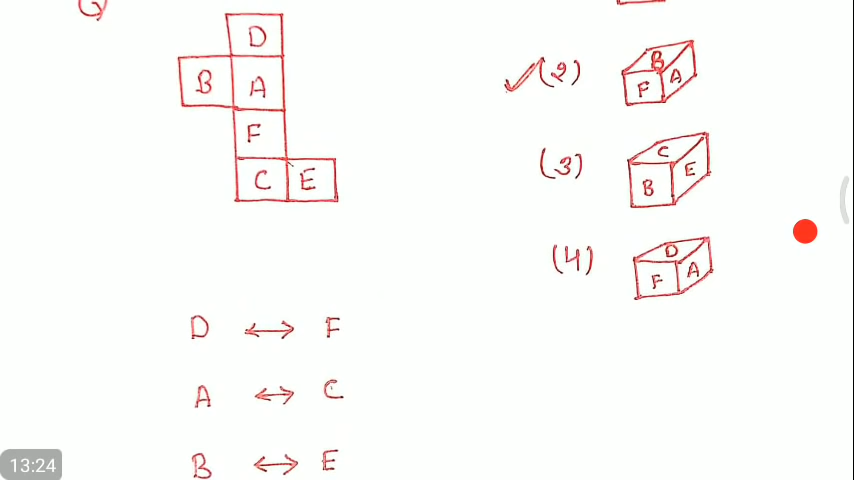 Q
D
B A
F
C E
✓(2) B F A
(3) C B E
(4) D F A
D ↔ F
A ↔ C
B ↔ E
13:24